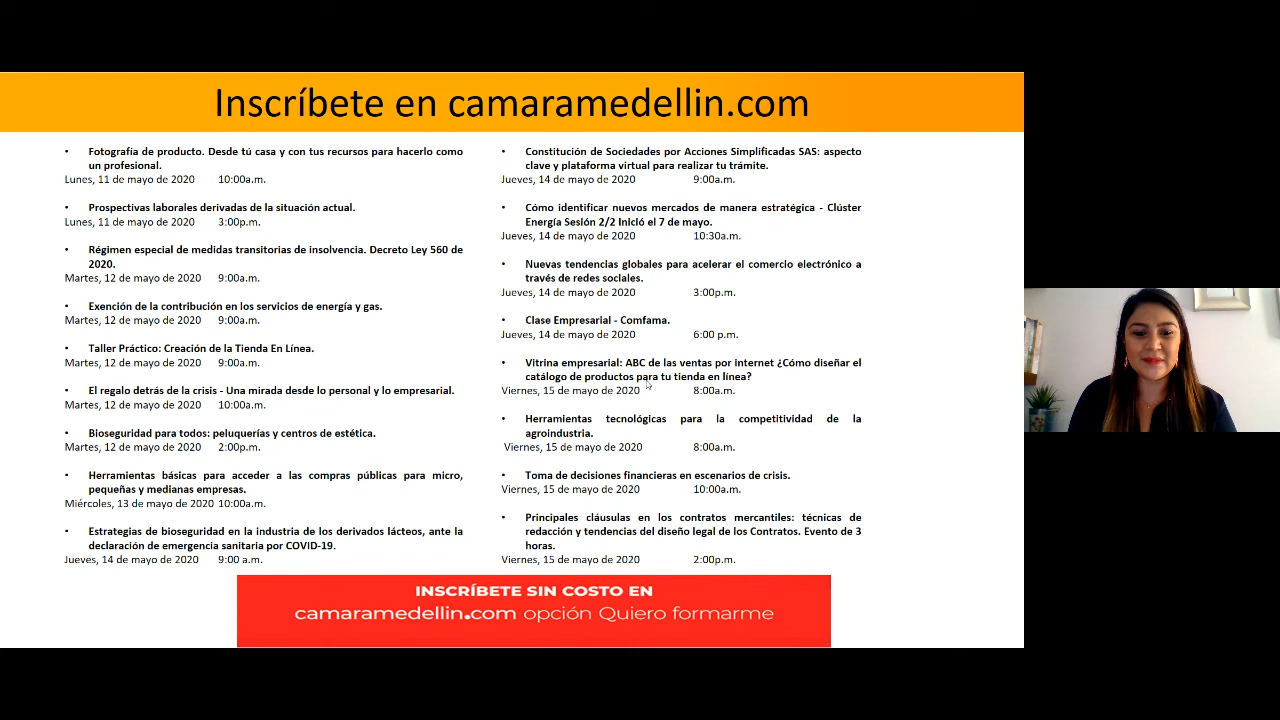 Inscríbete en camaramedellin.com
• Fotografía de producto. Desde tú casa y con tus recursos para hacerlo como
un profesional.
Lunes, 11 de mayo de 2020 10:00a.m.
• Prospectivas laborales derivadas de la situación actual.
Lunes, 11 de mayo de 2020 3:00p.m.
• Régimen especial de medidas transitorias de insolvencia. Decreto Ley 560 de
2020.
Martes, 12 de mayo de 2020 9:00a.m.
• Exención de la contribución en los servicios de energía y gas.
Martes, 12 de mayo de 2020 9:00a.m.
• Taller Práctico: Creación de la Tienda En Línea.
Martes, 12 de mayo de 2020 9:00a.m.
• El regalo detrás de la crisis - Una mirada desde lo personal y lo empresarial.
Martes, 12 de mayo de 2020 10:00a.m.
• Bioseguridad para todos: peluquerías y centros de estética.
Martes, 12 de mayo de 2020 2:00p.m.
• Herramientas básicas para acceder a las compras públicas para micro,
pequeñas y medianas empresas.
Miércoles, 13 de mayo de 2020 10:00a.m.
• Estrategias de bioseguridad en la industria de los derivados lácteos, ante la
declaración de emergencia sanitaria por COVID-19.
Jueves, 14 de mayo de 2020 9:00 a.m.
• Constitución de Sociedades por Acciones Simplificadas SAS: aspecto
clave y plataforma virtual para realizar tu trámite.
Jueves, 14 de mayo de 2020 9:00a.m.
• Cómo identificar nuevos mercados de manera estratégica - Clúster
Energía Sesión 2/2 Inició el 7 de mayo.
Jueves, 14 de mayo de 2020 10:30a.m.
• Nuevas tendencias globales para acelerar el comercio electrónico a
través de redes sociales.
Jueves, 14 de mayo de 2020 3:00p.m.
• Clase Empresarial - Comfama.
Jueves, 14 de mayo de 2020 6:00 p.m.
• Vitrina empresarial: ABC de las ventas por internet ¿Cómo diseñar el
catálogo de productos para tu tienda en línea?
Viernes, 15 de mayo de 2020 8:00a.m.
• Herramientas tecnológicas para la competitividad de la
agroindustria.
Viernes, 15 de mayo de 2020 8:00a.m.
• Toma de decisiones financieras en escenarios de crisis.
Viernes, 15 de mayo de 2020 10:00a.m.
• Principales cláusulas en los contratos mercantiles: técnicas de
redacción y tendencias del diseño legal de los Contratos. Evento de 3
horas.
Viernes, 15 de mayo de 2020 2:00p.m.
INSCRÍBETE SIN COSTO EN
camaramedellin.com opción Quiero formarme